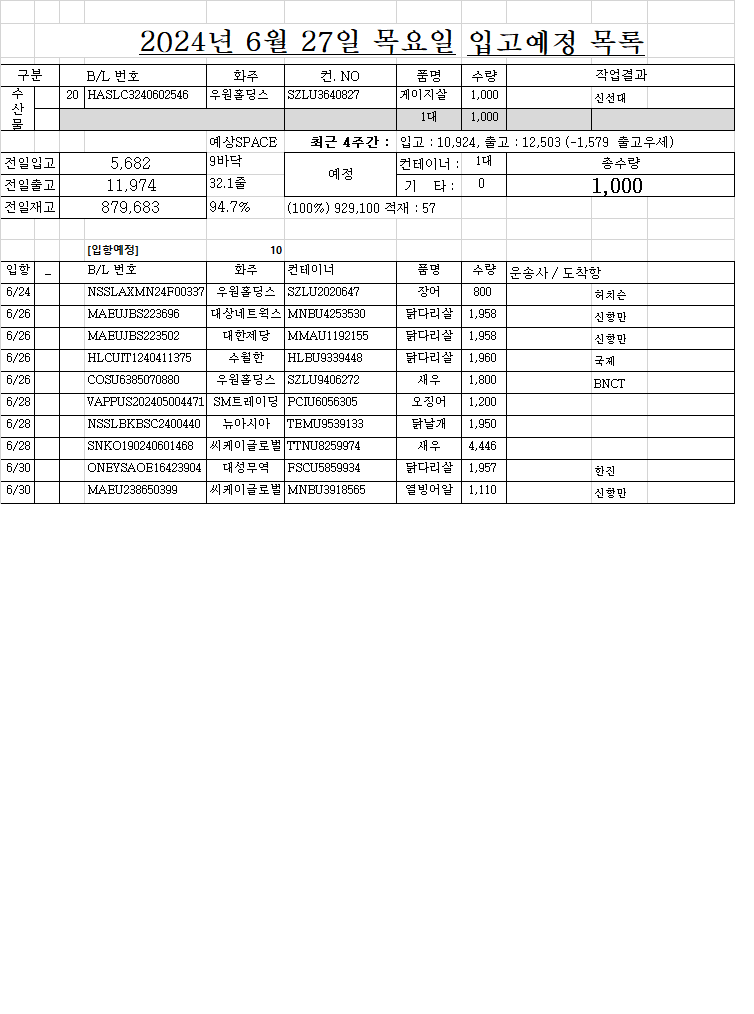 2024년 6월 27일 목요일 입고예정 목록
구분 B/L 번호 화주 컨. NO 품명 수량 작업결과
수산물 20 HASLC3240602546 우원홀딩스 SZLU3640827 게이지살 1,000 신선대
1대 1,000
예상SPACE 최근 4주간 : 입고 : 10,924, 출고 : 12,503 (-1,579 출고우세)
전일입고 5,682 9바닥 예정 컨테이너 : 1대 총수량
전일출고 11,974 32.1줄 기 타 : 0 1,000
전일재고 879,683 94.7% (100%) 929,100 적재 : 57
[입항예정] 10
입항 _ B/L 번호 화주 컨테이너 품명 수량 운송사 / 도착항
6/24 NSSLAXMN24F00337 우원홀딩스 SZLU2020647 장어 800 허치슨
6/26 MAEUJBS223696 대상네트웍스 MNBU4253530 닭다리살 1,958 신항만
6/26 MAEUJBS223502 대한제당 MMAU1192155 닭다리살 1,958 신항만
6/26 HLCUIT1240411375 수월한 HLBU9339448 닭다리살 1,960 국제
6/26 COSU6385070880 우원홀딩스 SZLU9406272 새우 1,800 BNCT
6/28 VAPPUS202405004471 SM트레이딩 PCIU6056305 오징어 1,200
6/28 NSSLBKBSC2400440 뉴아시아 TEMU9539133 닭날개 1,950
6/28 SNKO190240601468 씨케이글로벌 TTNU8259974 새우 4,446
6/30 ONEYSAOE16423904 대성무역 FSCU5859934 닭다리살 1,957 한진
6/30 MAEU238650399 씨케이글로벌 MNBU3918565 열빙어알 1,110 신항만